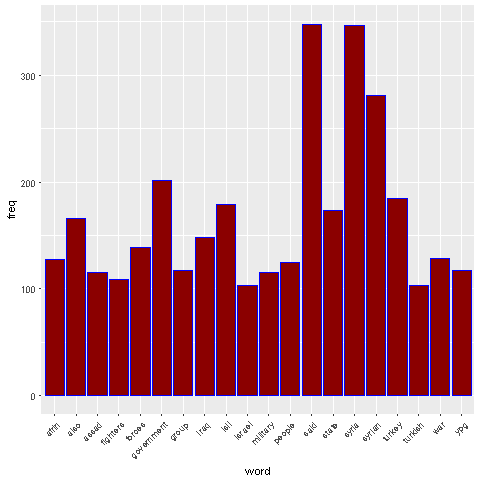 freq
300
200
100
0
afrin
also
assad
fighters
forces
government
group
iraq
isil
israel
military
people
said
state
syria
syrian
turkey
turkish
war
ypg
word